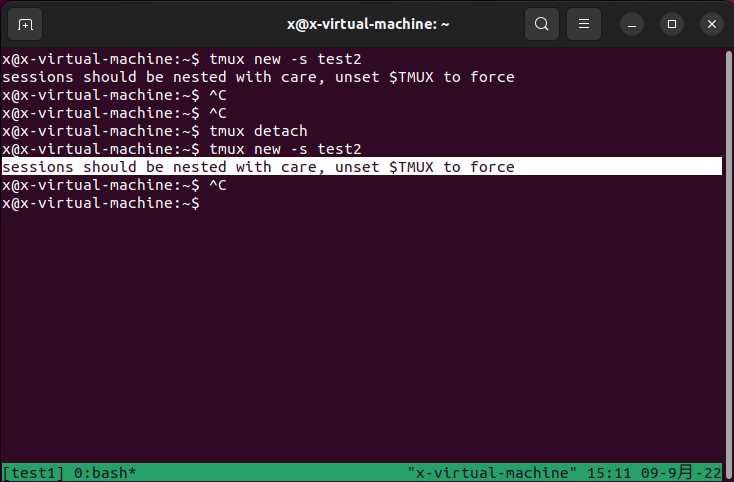 x@x-virtual-machine: ~
x@x-virtual-machine:~$ tmux new -s test2
sessions should be nested with care, unset $TMUX to force
x@x-virtual-machine:~$ ^C
x@x-virtual-machine:~$ ^C
x@x-virtual-machine:~$ tmux detach
x@x-virtual-machine:~$ tmux new -s test2
sessions should be nested with care, unset $TMUX to force
x@x-virtual-machine:~$ ^C
x@x-virtual-machine:~$
[test1] 0:bash* "x-virtual-machine" 15:11 09-9月-22